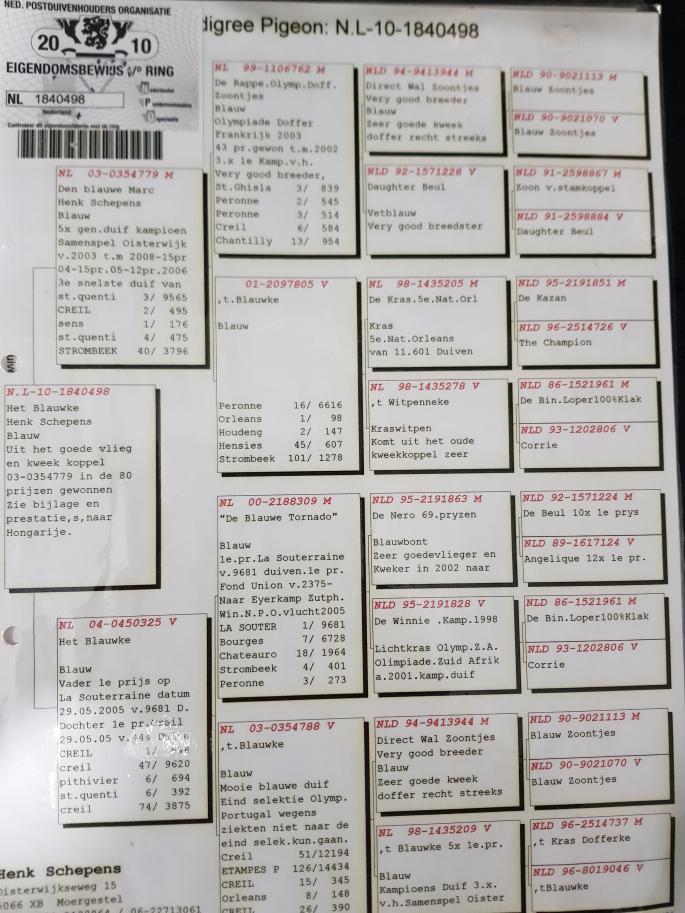 NED. POSTDUIVENHOUDERS ORGANISATIE
20 10
EIGENDOMSBEWIJS v/o RING
NL 1840498
Nederland
digree Pigeon: N.L-10-1840498
N.L-10-1840498
Het Blauwke
Henk Schepens
Blauw
Uit het goede vlieg
en kweek koppel
03-0354779 in de 80
prijzen gewonnen
Zie bijlage en
prestatie,s,naar
Hongarije.
NL 03-0354779 M
Den blauwe Marc
Henk Schepens
Blauw
5x gen.duif kampioen
Samenspel Oisterwijk
v.2003 t.m 2008-15pr
04-15pr.05-12pr.2006
3e snelste duif van
st.quenti 3/ 9565
CREIL 2/ 495
sens 1/ 176
st.quenti 4/ 475
STROMBEEK 40/ 3796
NL 04-0450325 V
Het Blauwke
Blauw
Vader 1e prijs op
La Souterraine datum
29.05.2005 v.9681 D.
Dochter 1e pr.Creil
29.05.05 v.444
CREIL 1/
creil 47/ 9620
pithivier 6/ 694
st.quenti 6/ 392
creil 74/ 3875
NL 99-1106762 M
De Rappe.Olymp.Doff.
Zoontjes
Blauw
Olympiade Doffer
Frankrijk 2003
43 pr.gewon t.m.2002
3.x 1e Kamp.v.h.
Very good breeder,
St.Ghisla 3/ 839
Peronne 2/ 545
Peronne 3/ 514
Creil 6/ 584
Chantilly 13/ 954
01-2097805 V
,t.Blauwke
Blauw
Peronne 16/ 6616
Orleans 1/ 98
Houdeng 2/ 147
Hensies 45/ 607
Strombeek 101/ 1278
NL 00-2188309 M
"De Blauwe Tornado"
Blauw
1e.pr.La Souterraine
v.9681 duiven.1e pr.
Fond Union v.2375-
Naar Eyerkamp Zutph.
Win.N.P.O.vlucht2005
LA SOUTER 1/ 9681
Bourges 7/ 6728
Chateauro 18/ 1964
Strombeek 4/ 401
Peronne 3/ 273
NL 03-0354788 V
,t.Blauwke
Blauw
Mooie blauwe duif
Eind selektie Olymp.
Portugal wegens
ziekten niet naar de
eind selek.kun.gaan.
Creil 51/12194
ETAMPES P 126/14434
CREIL 15/ 345
Orleans 8/ 148
CREIL 26/ 390
NLD 94-9413944 M
Direct Wal Zoontjes
Very good breeder
Blauw
Zeer goede kweek
doffer recht streeks
NLD 92-1571228 V
Daughter Beul
Vetblauw
Very good breedster
NL 98-1435205 M
De Kras.5e.Nat.Orl
Kras
5e.Nat.Orleans
van 11.601 Duiven
NL 98-1435278 V
,t Witpenneke
Kraswitpen
Komt uit het oude
kweekkoppel zeer
NLD 95-2191863 M
De Nero 69.pryzen
Blauwbont
Zeer goedevlieger en
Kweker in 2002 naar
NLD 95-2191828 V
De Winnie .Kamp.1998
Lichtkras Olymp.Z.A.
Olimpiade.Zuid Afrik
a.2001.kamp.duif
NLD 94-9413944 M
Direct Wal Zoontjes
Very good breeder
Blauw
Zeer goede kweek
doffer recht streeks
NL 98-1435209 V
,t Blauwke 5x 1e.pr.
Blauw
Kampioens Duif 3.x.
v.h.Samenspel Oister
NLD 90-9021113 M
Blauw Zoontjes
NLD 90-9021070 V
Blauw Zoontjes
NLD 91-2598867 M
Zoon v.stamkoppel
NLD 91-2598884 V
Daughter Beul
NLD 95-2191851 M
De Kazan
NLD 96-2514726 V
The Champion
NLD 86-1521961 M
De Bin.Loper100%Klak
NLD 93-1202806 V
Corrie
NLD 92-1571224 M
De Beul 10x 1e prys
NLD 89-1617124 V
Angelique 12x 1e pr.
NLD 86-1521961 M
De Bin.Loper100%Klak
NLD 93-1202806 V
Corrie
NLD 90-9021113 M
Blauw Zoontjes
NLD 90-9021070 V
Blauw Zoontjes
NLD 96-2514737 M
,t Kras Dofferke
NLD 96-8019046 V
,tBlauwke
Henk Schepens
Oisterwijkseweg 15
5066 XB Moergestel
/ 06-22713061